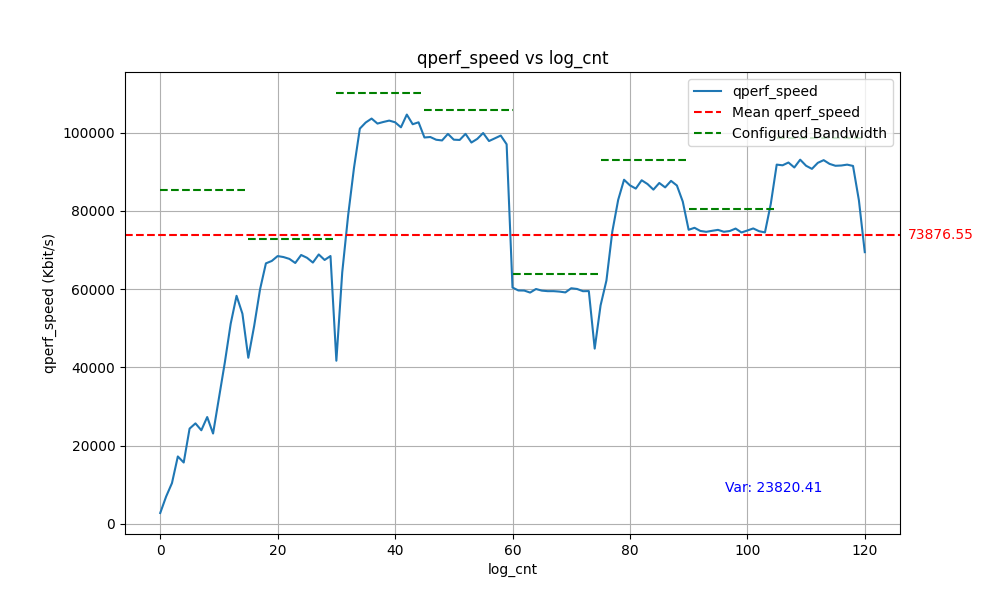 qperf_speed vs log_cnt
qperf_speed
Mean qperf_speed
Configured Bandwidth
qperf_speed (Kbit/s)
100000
80000
60000
40000
20000
0
73876.55
Var: 23820.41
0
20
40
60
80
100
120
log_cnt